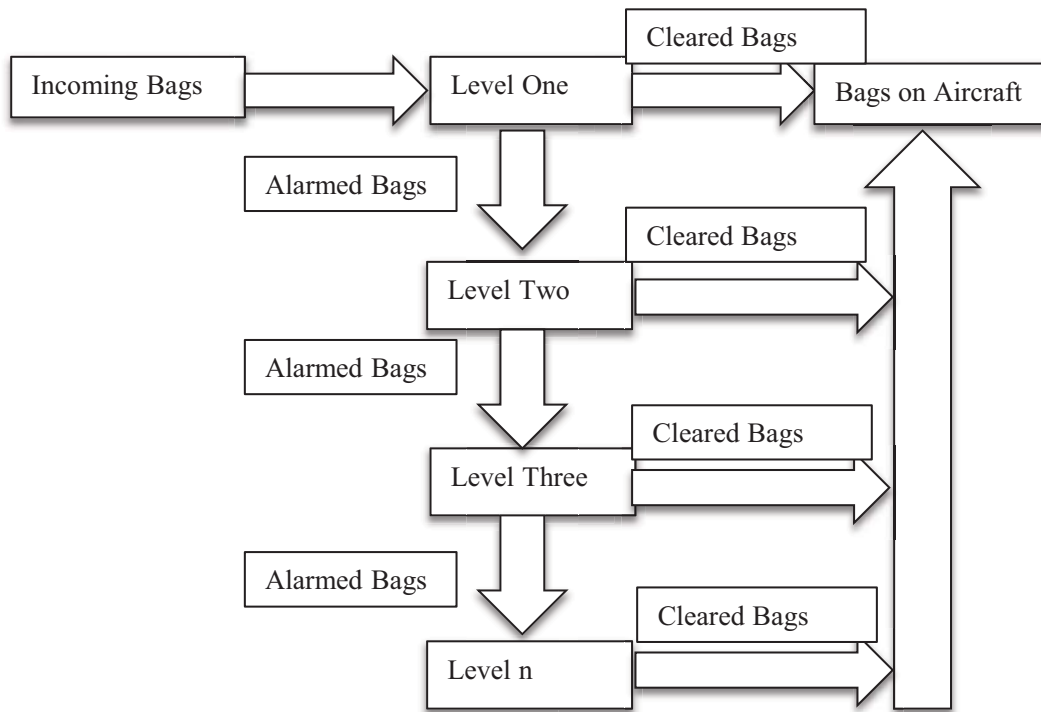 Cleared Bags
Incoming Bags
Level One
Bags on Aircraft
Alarmed Bags
Cleared Bags
Level Two
Alarmed Bags
Cleared Bags
Level Three
Alarmed Bags
Cleared Bags
Level n